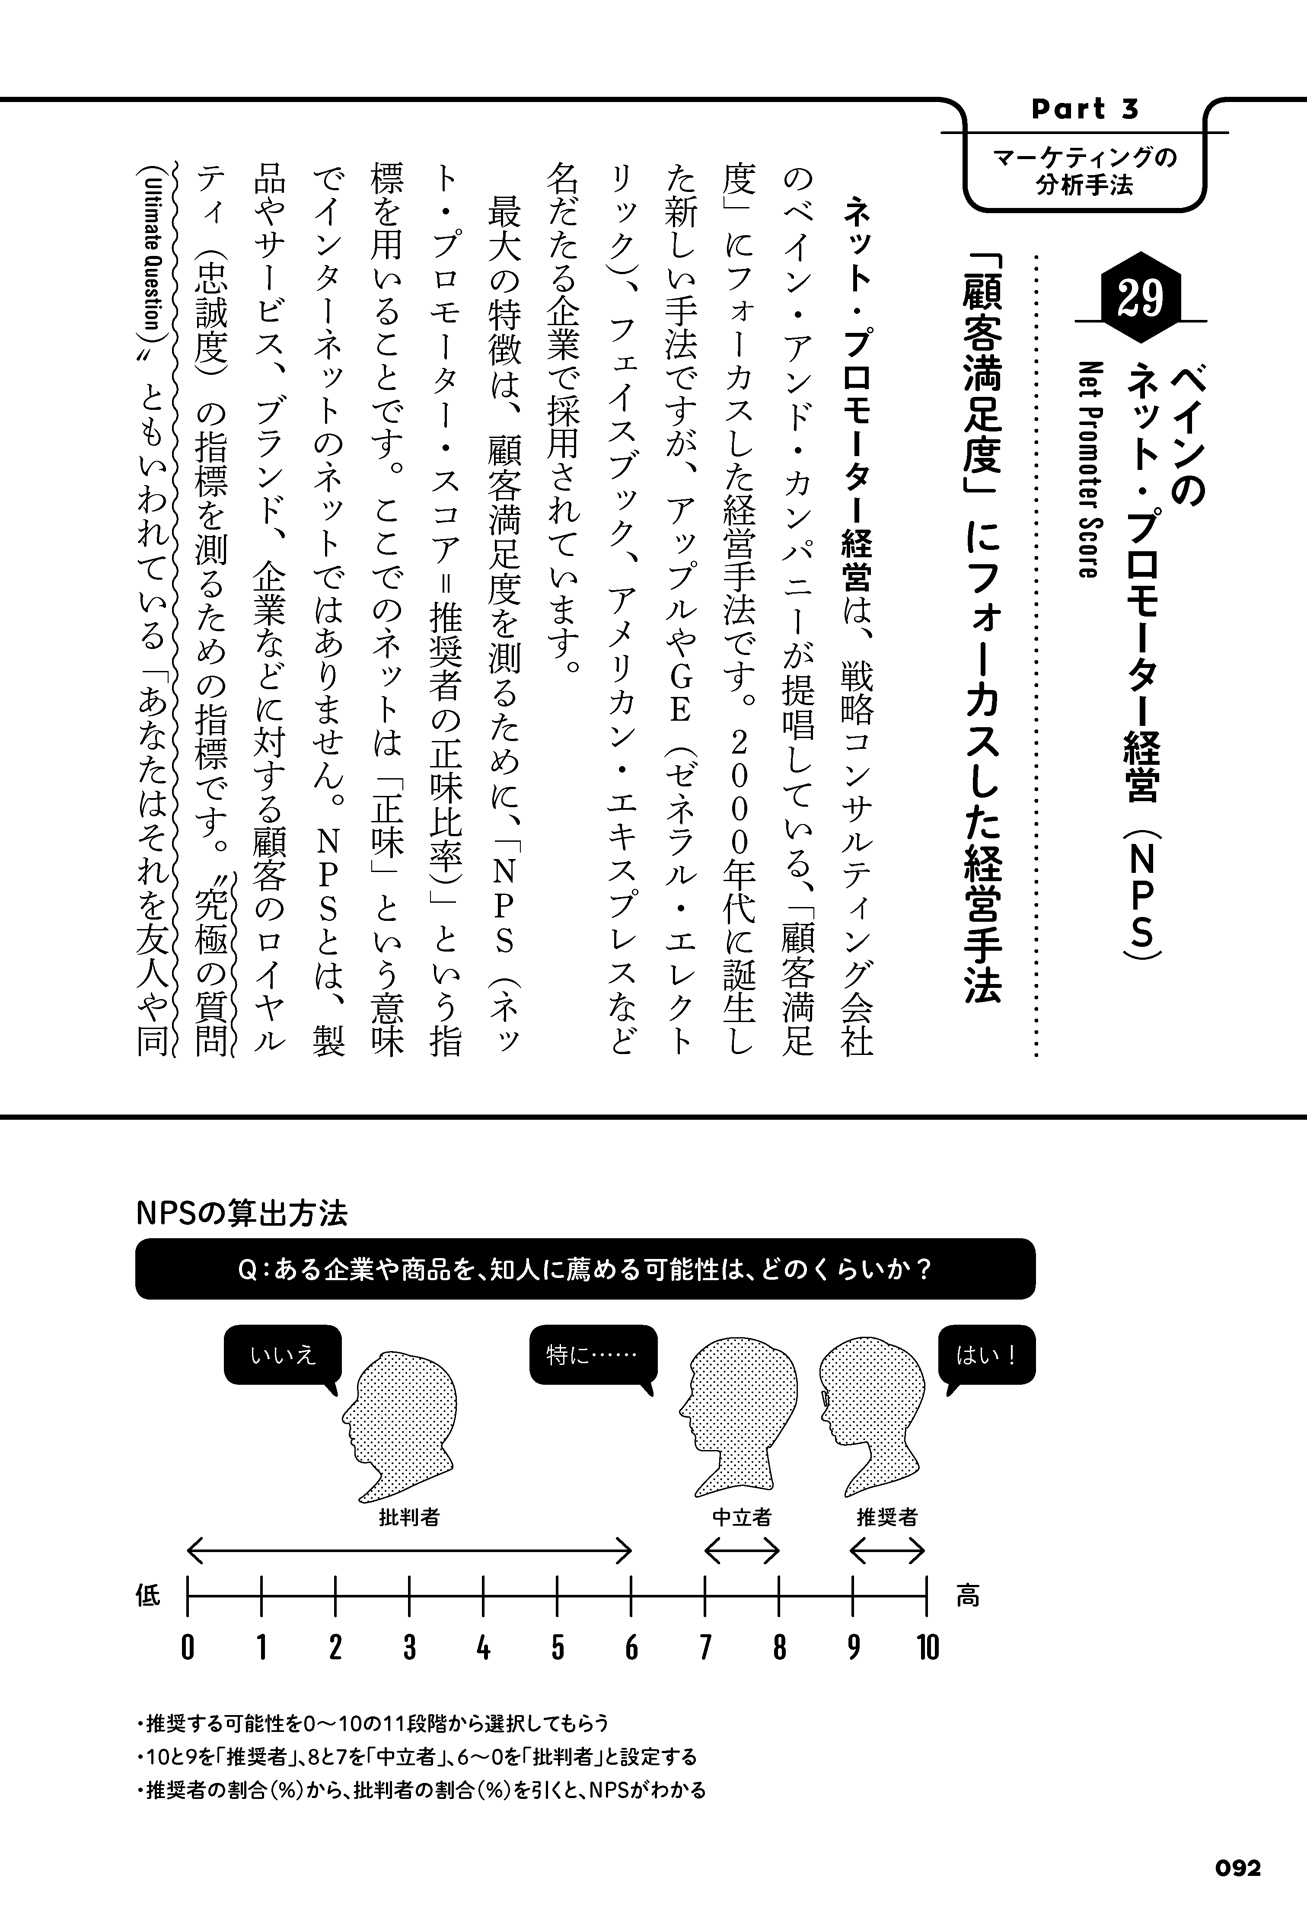 Part 3
マーケティングの
分析手法
29
ベインの
ネット・プロモーター経営（NPS）
Net Promoter Score
「顧客満足度」にフォーカスした経営手法
ネット・プロモーター経営は、戦略コンサルティング会社
のベイン・アンド・カンパニーが提唱している、「顧客満足
度」にフォーカスした経営手法です。2000年代に誕生し
た新しい手法ですが、アップルやGE（ゼネラル・エレクト
リック）、フェイスブック、アメリカン・エキスプレスなど
名だたる企業で採用されています。
最大の特徴は、顧客満足度を測るために、「NPS（ネッ
ト・プロモーター・スコア＝推奨者の正味比率）」という指
標を用いることです。ここでのネットは「正味」という意味
でインターネットのネットではありません。NPSとは、製
品やサービス、ブランド、企業などに対する顧客のロイヤル
ティ（忠誠度）の指標を測るための指標です。〝究極の質問
（Ultimate Question）〟ともいわれている「あなたはそれを友人や同
NPSの算出方法
Q：ある企業や商品を、知人に薦める可能性は、どのくらいか？
いいえ
特に……
はい！
批判者
中立者
推奨者
低
高
0 1 2 3 4 5 6 7 8 9 10
・推奨する可能性を0〜10の11段階から選択してもらう
・10と9を「推奨者」、8と7を「中立者」、6〜0を「批判者」と設定する
・推奨者の割合（%）から、批判者の割合（%）を引くと、NPSがわかる
092